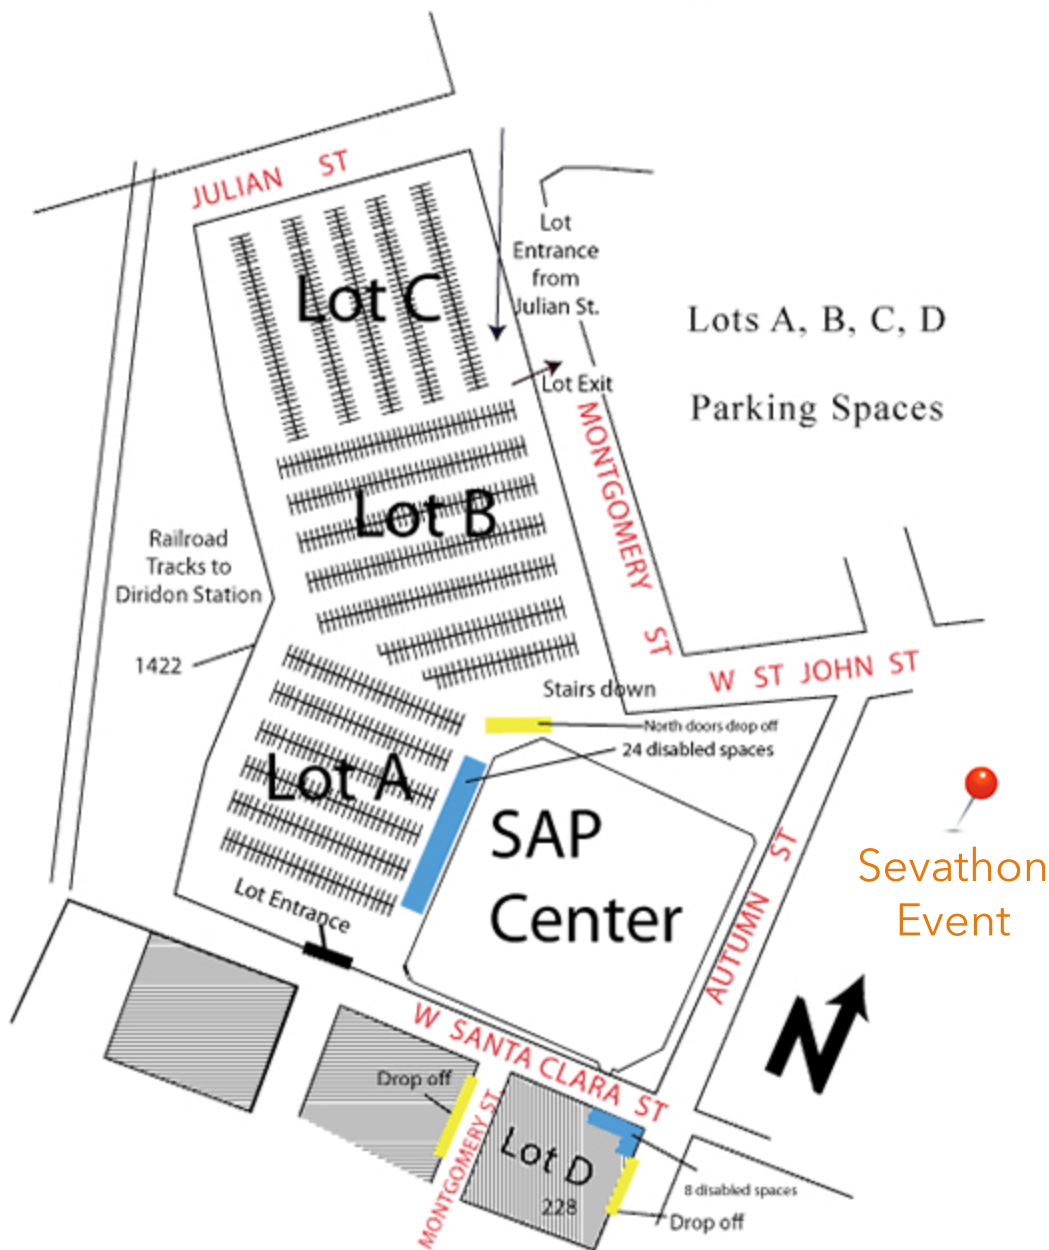 JULIAN ST
Lot
Entrance
from
Julian St.
Lot C
Lots A, B, C, D
Parking Spaces
Lot Exit
MONTGOMERY ST
Lot B
Railroad
Tracks to
Diridon Station
1422
W ST JOHN ST
Stairs down
North doors drop off
24 disabled spaces
Lot A
SAP
Center
Sevathon
Event
AUTUMN ST
Lot Entrance
N
W SANTA CLARA ST
Drop off
MONTGOMERY ST.
Lot D
228
8 disabled spaces
Drop off